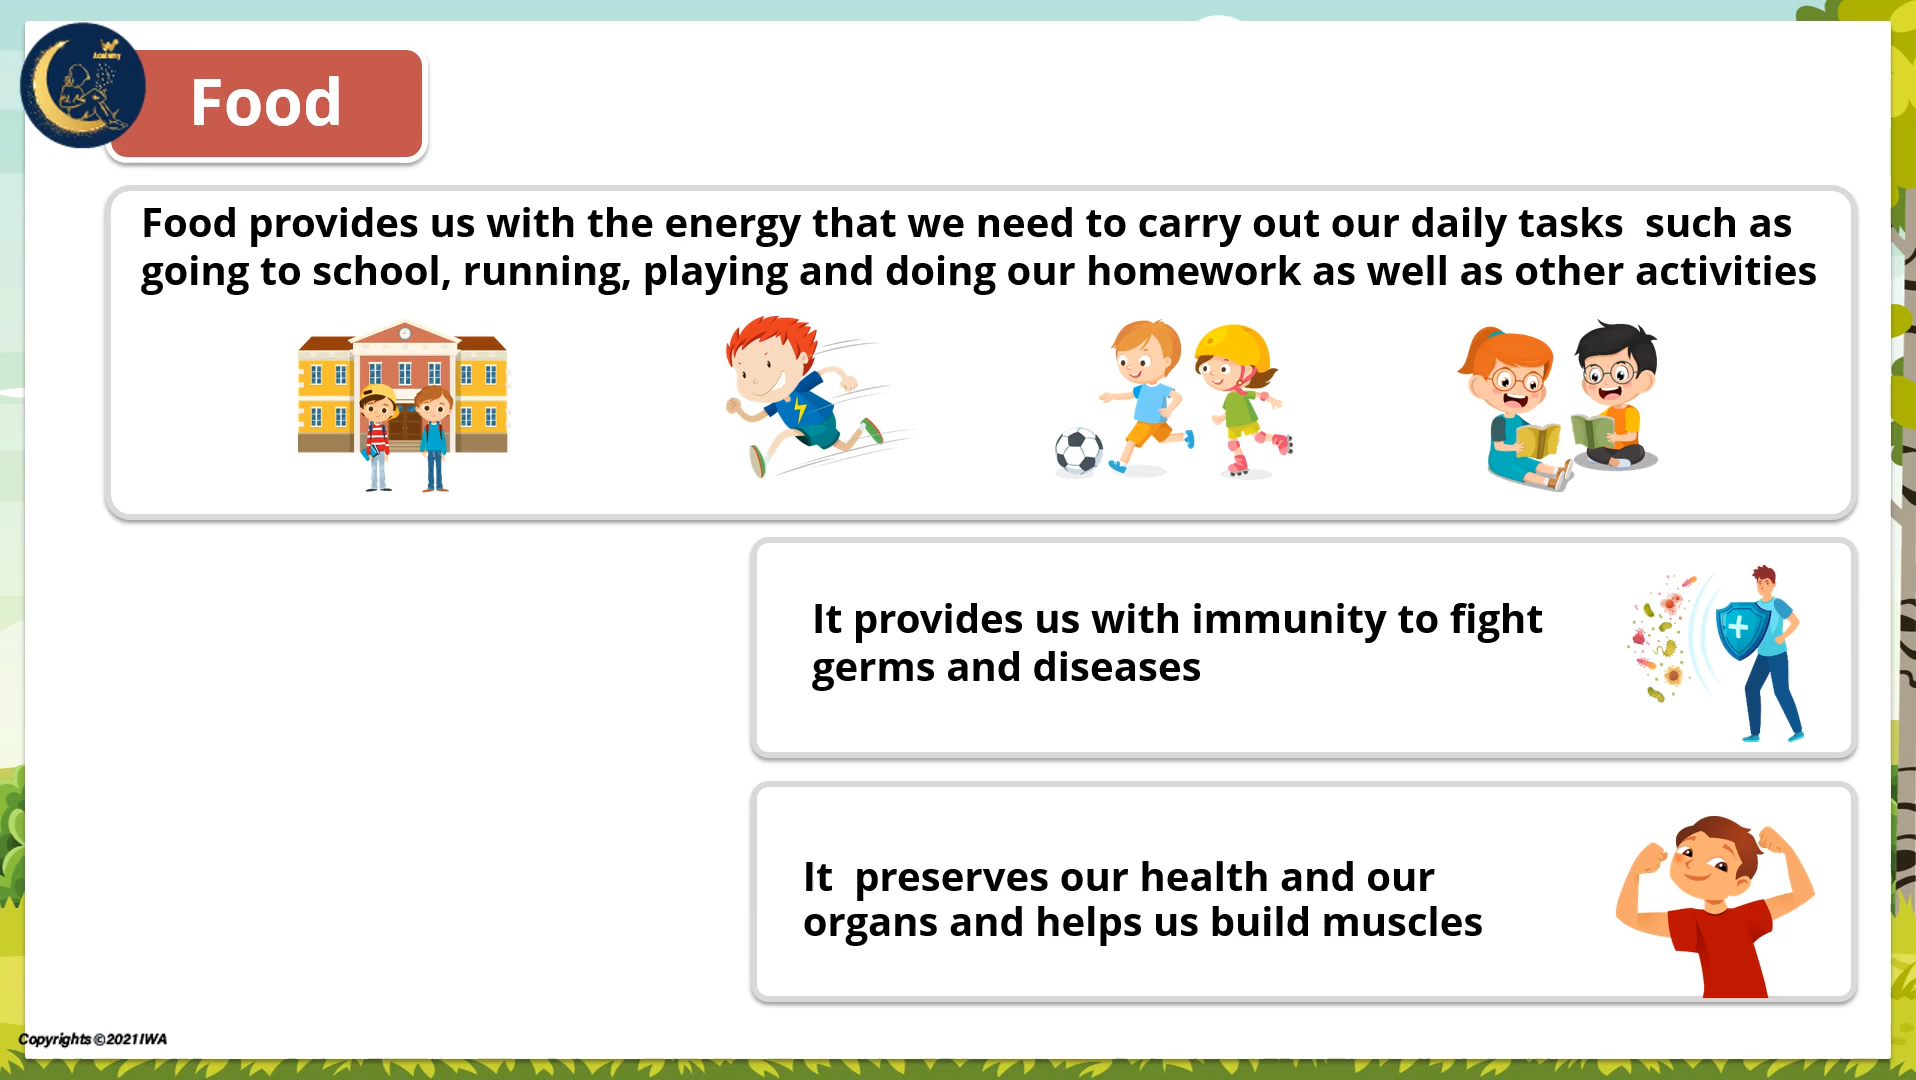 Academy
Food
Food provides us with the energy that we need to carry out our daily tasks  such as
going to school, running, playing and doing our homework as well as other activities
It provides us with immunity to fight
germs and diseases
It  preserves our health and our
organs and helps us build muscles
Copyrights©2021IWA